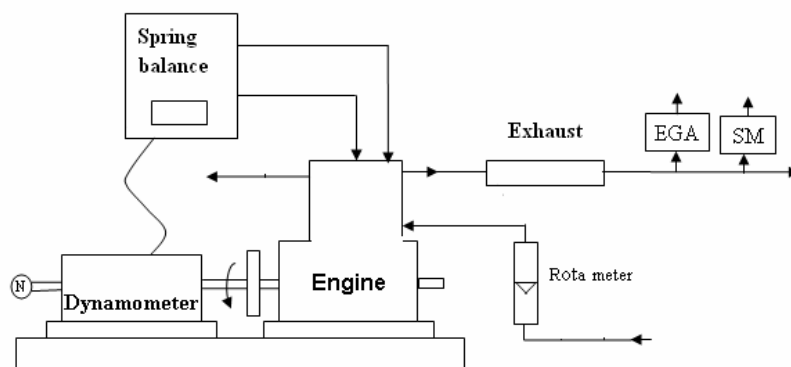 Spring
balance
Exhaust
EGA
SM
N
Dynamometer
Engine
Rota meter